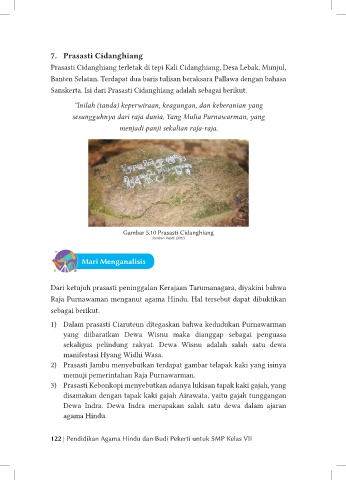 7. Prasasti Cidanghiang
Prasasti Cidanghiang terletak di tepi Kali Cidanghiang, Desa Lebak, Munjul,
Banten Selatan. Terdapat dua baris tulisan beraksara Pallawa dengan bahasa
Sanskerta. Isi dari Prasasti Cidanghiang adalah sebagai berikut.
"Inilah (tanda) keperwiraan, keagungan, dan keberanian yang
sesungguhnya dari raja dunia, Yang Mulia Purnawarman, yang
menjadi panji sekalian raja-raja.
Gambar 5.10 Prasasti Cidanghiang
Mari Menganalisis
Dari ketujuh prasasti peninggalan Kerajaan Tarumanagara, diyakini bahwa
Raja Purnawaman menganut agama Hindu. Hal tersebut dapat dibuktikan
sebagai berikut.
1) Dalam prasasti Ciaruteun ditegaskan bahwa kedudukan Purnawarman
yang diibaratkan Dewa Wisnu maka dianggap sebagai penguasa
sekaligus pelindung rakyat. Dewa Wisnu adalah salah satu dewa
manifestasi Hyang Widhi Wasa.
2) Prasasti Jambu menyebutkan terdapat gambar telapak kaki yang isinya
memuji pemerintahan Raja Purnawarman.
3) Prasasti Kebonkopi menyebutkan adanya lukisan tapak kaki gajah, yang
disamakan dengan tapak kaki gajah Airawata, yaitu gajah tunggangan
Dewa Indra. Dewa Indra merupakan salah satu dewa dalam ajaran
agama Hindu.
122 | Pendidikan Agama Hindu dan Budi Pekerti untuk SMP Kelas VII